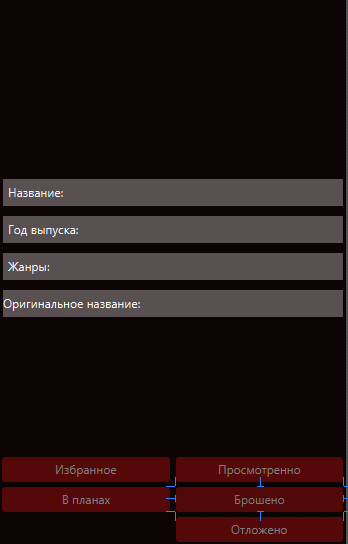 Название:
Год выпуска:
Жанры:
Оригинальное название:
Избранное
Просмотренно
В планах
Брошено
Отложено